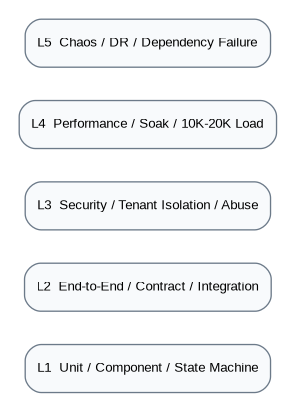 L5 Chaos / DR / Dependency Failure
L4 Performance / Soak / 10K-20K Load
L3 Security / Tenant Isolation / Abuse
L2 End-to-End / Contract / Integration
L1 Unit / Component / State Machine